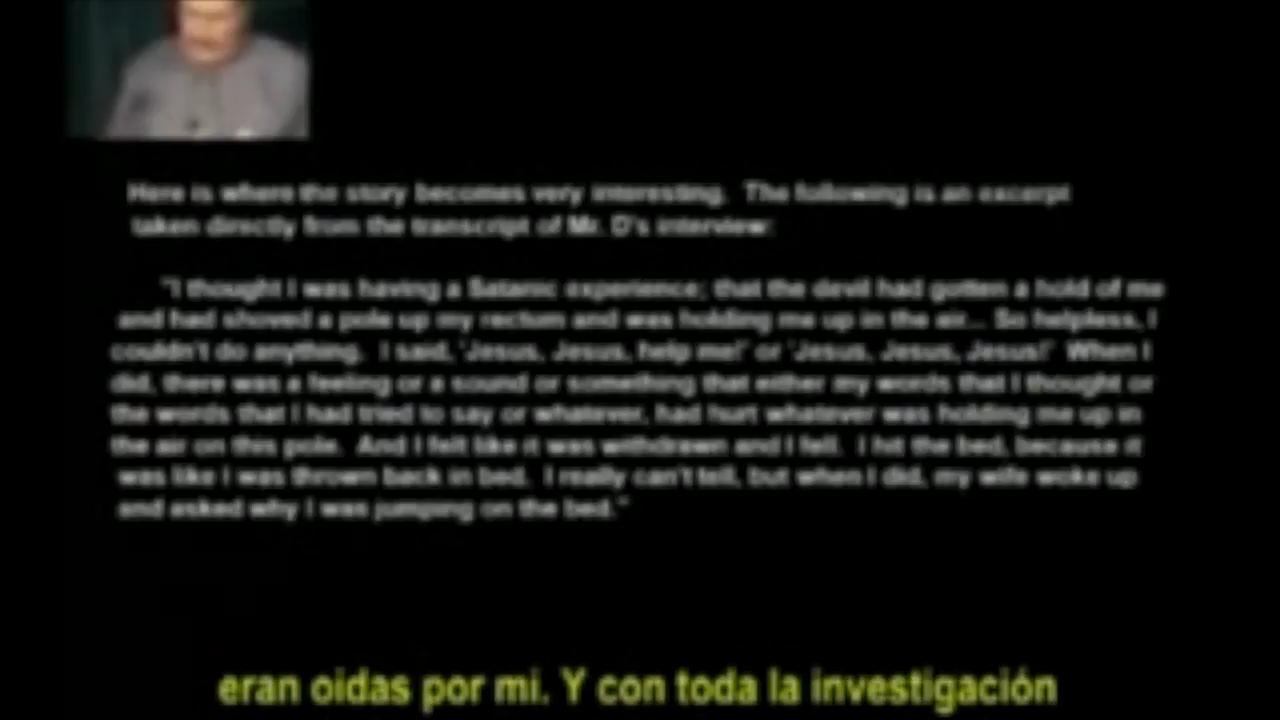 Here is where the story becomes very interesting. The following is an excerpt
taken directly from the transcript of Mr. D's interview:
"I thought I was having a Satanic experience; that the devil had gotten a hold of me
and had shoved a pole up my rectum and was holding me up in the air... So helpless, I
couldn't do anything. I said, 'Jesus, Jesus, help me!' or 'Jesus, Jesus, Jesus!' When I
did, there was a feeling or a sound or something that either my words that I thought or
the words that I had tried to say or whatever, had hurt whatever was holding me up in
the air on this pole. And I felt like it was withdrawn and I fell. I hit the bed, because it
was like I was thrown back in bed. I really can't tell, but when I did, my wife woke up
and asked why I was jumping on the bed."
eran oidas por mi. Y con toda la investigación